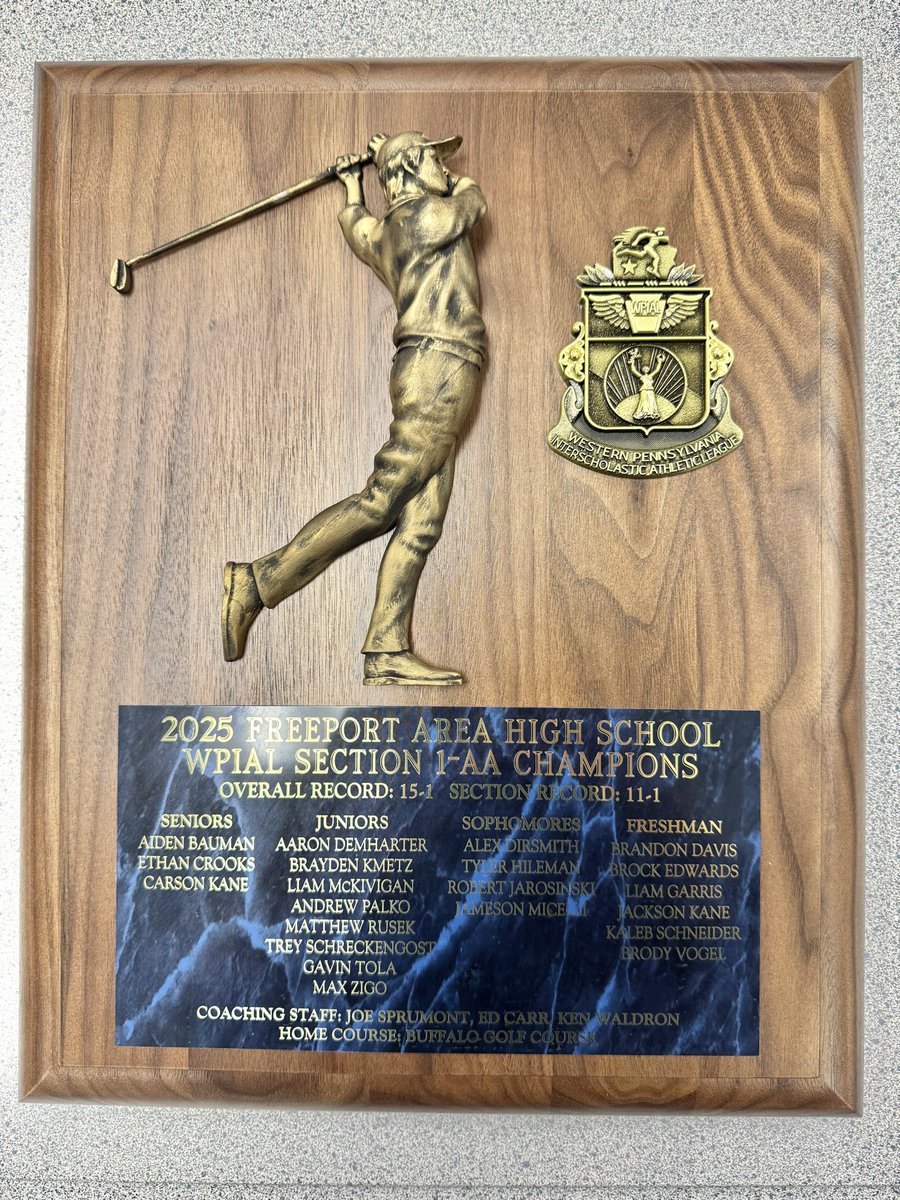 WPIAL
WESTERN PENNSYLVANIA
INTERSCHOLASTIC ATHLETIC LEAGUE
2025 FREEPORT AREA HIGH SCHOOL
WPIAL SECTION 1-AA CHAMPIONS
OVERALL RECORD: 15-1 SECTION RECORD: 11-1
SENIORS
AIDEN BAUMAN
ETHAN CROOKS
CARSON KANE
JUNIORS
AARON DEMHARTER
BRAYDEN KMETZ
LIAM McKIVIGAN
ANDREW PALKO
MATTHEW RUSEK
TREY SCHRECKENGOST
GAVIN TOLA
MAX ZIGO
SOPHOMORES
ALEX DIRSMITH
TYLER HILEMAN
ROBERT JAROSINSKI
JAMESON
FRESHMAN
BRANDON DAVIS
BROCK EDWARDS
LIAM GARRIS
JACKSON KANE
KALEB SCHNEIDER
BRODY VOGEL
COACHING STAFF: JOE SPRUMONT, ED CARR, KEN WALDRON
HOME COURSE: BUFFALO GOLF COURSE